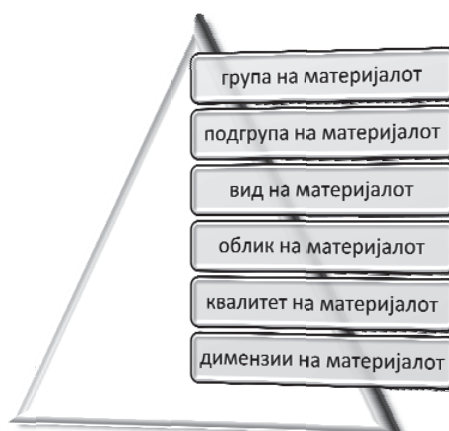 група на материјалот
подгрупа на материјалот
вид на материјалот
облик на материјалот
квалитет на материјалот
димензии на материјалот